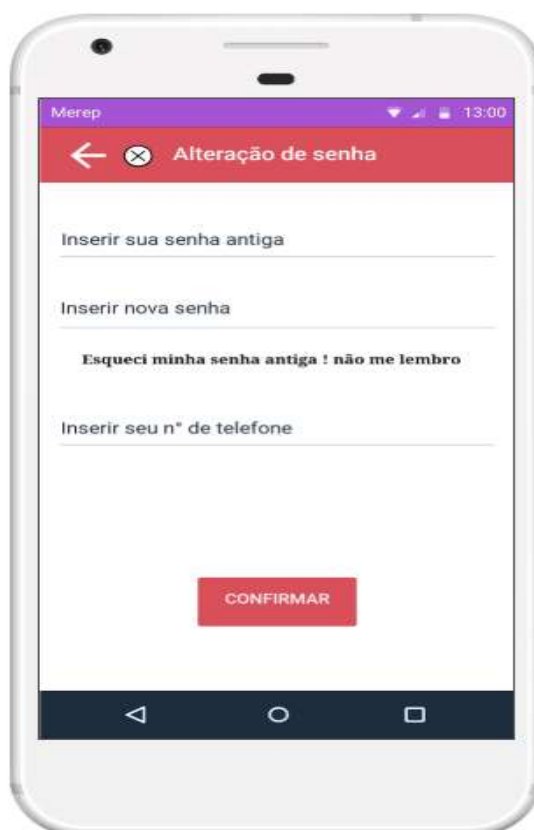 Merep 13:00
Alteração de senha
Inserir sua senha antiga
Inserir nova senha
Esqueci minha senha antiga ! não me lembro
Inserir seu n° de telefone
CONFIRMAR